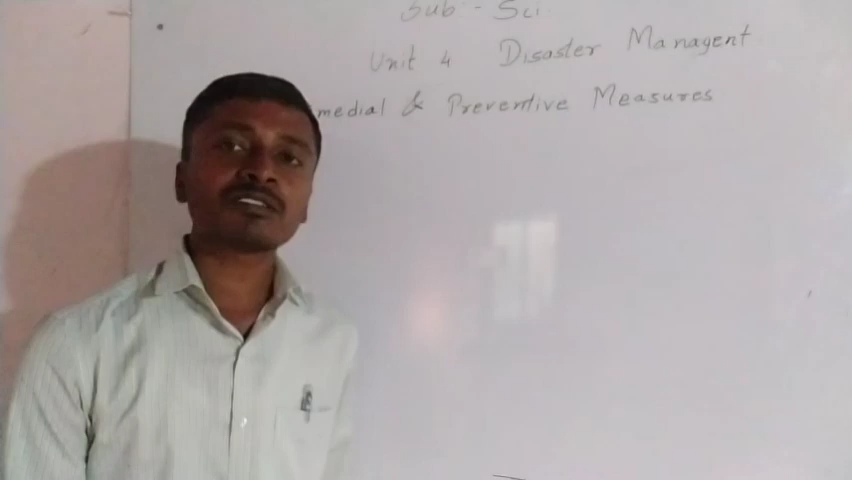 Sub - Sci
Unit 4 Disaster Managent
medial & Preventive Measures